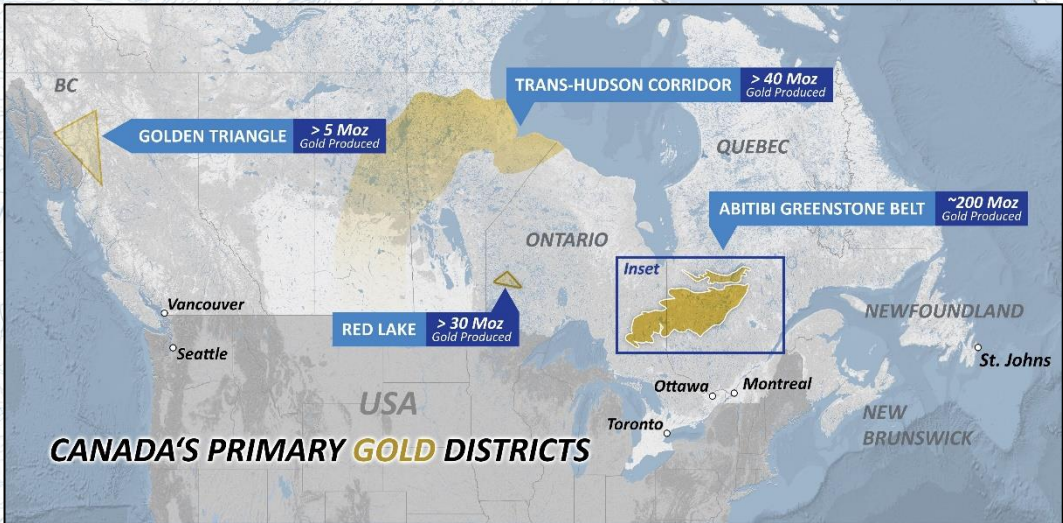 BC
TRANS-HUDSON CORRIDOR
> 40 Moz
Gold Produced
GOLDEN TRIANGLE
> 5 Moz
Gold Produced
QUEBEC
ABITIBI GREENSTONE BELT
~200 Moz
Gold Produced
ONTARIO
Inset
Vancouver
NEWFOUNDLAND
RED LAKE
> 30 Moz
Gold Produced
Seattle
St. Johns
Ottawa
Montreal
USA
Toronto
NEW
BRUNSWICK
CANADA‘S PRIMARY GOLD DISTRICTS